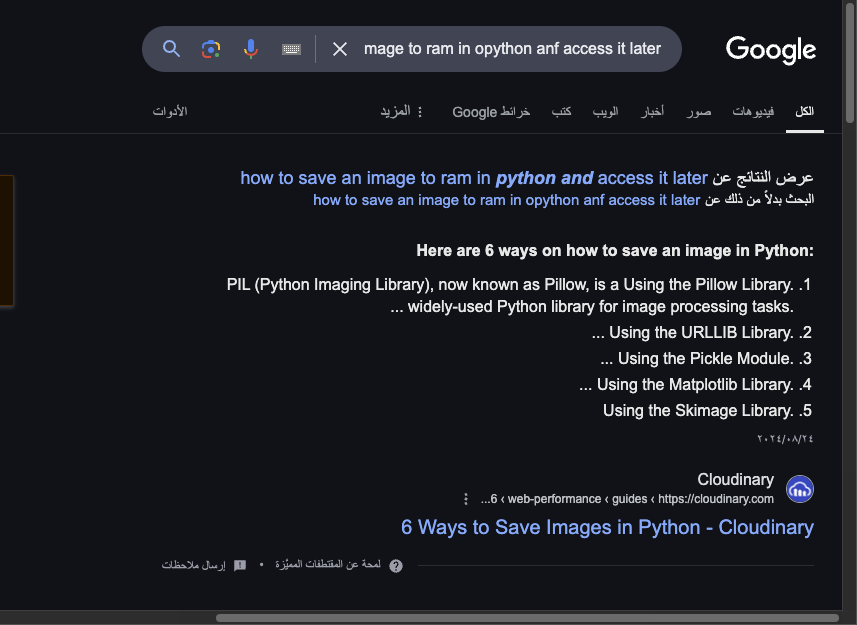 mage to ram in opython anf access it later
Google
الكل
فيديوهات
صور
أخبار
الويب
كتب
خرائط Google
المزيد
الأدوات
عرض النتائج عن how to save an image to ram in python and access it later
البحث بدلاً من ذلك عن how to save an image to ram in opython anf access it later
Here are 6 ways on how to save an image in Python:
PIL (Python Imaging Library), now known as Pillow, is a Using the Pillow Library. .1
... widely-used Python library for image processing tasks.
... Using the URLLIB Library. .2
... Using the Pickle Module. .3
... Using the Matplotlib Library. .4
Using the Skimage Library. .5
٢٠٢٤/٠٨/٢٤
Cloudinary
...6 ‹ web-performance ‹ guides ‹ https://cloudinary.com
6 Ways to Save Images in Python - Cloudinary
لمحة عن المقتطفات المميَّزة • إرسال ملاحظات